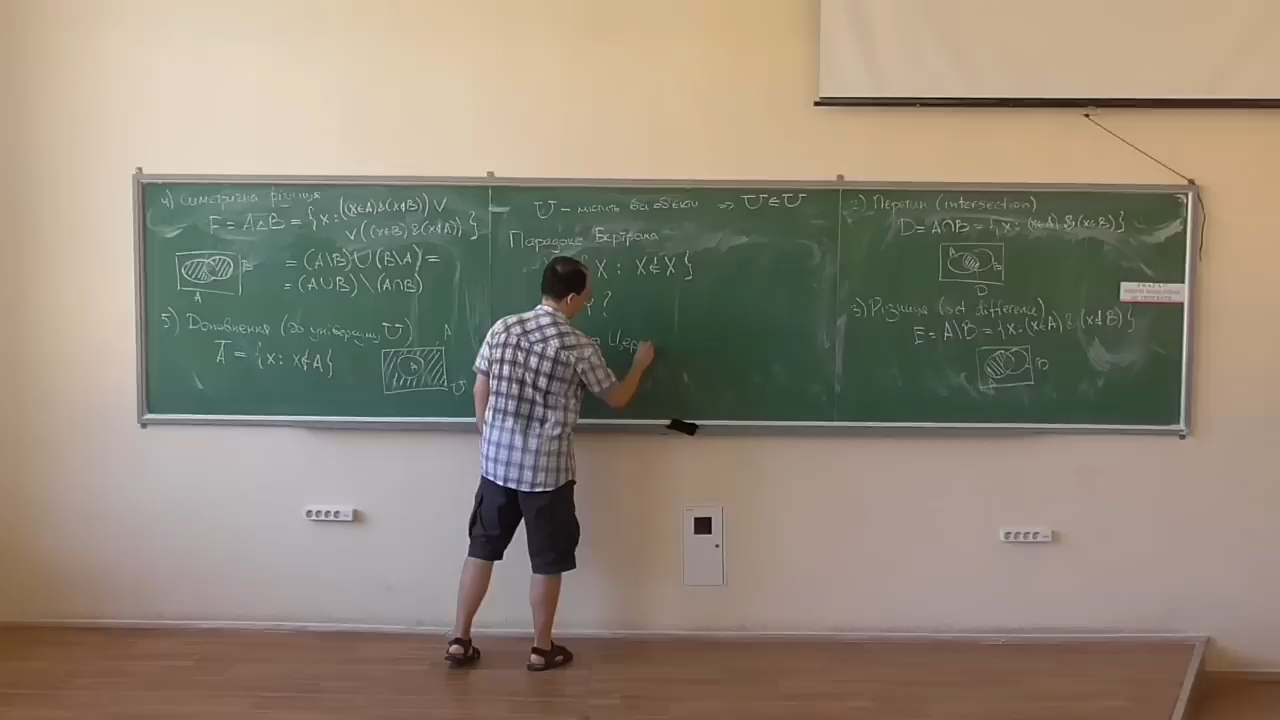 4) Симетрична різниця
F = A△B = {x: ((x∈A)&(x∉B)) ∨
∨ ((x∈B)&(x∉A))}
= (A\B)∪(B\A) =
= (A∪B)\(A∩B)
A B
5) Доповнення (до універсуму U)
Ā = {x: x∉A}
A
A
U
U – містить всі об'єкти ⇒ U∈U
Парадокс Бертрана
X : X∉X}
?
2) Перетин (intersection)
D = A∩B = {x: (x∈A)&(x∈B)}
A B
D
3) Різниця (set difference)
E = A\B = {x: (x∈A)&(x∉B)}
A B
УВАГА!